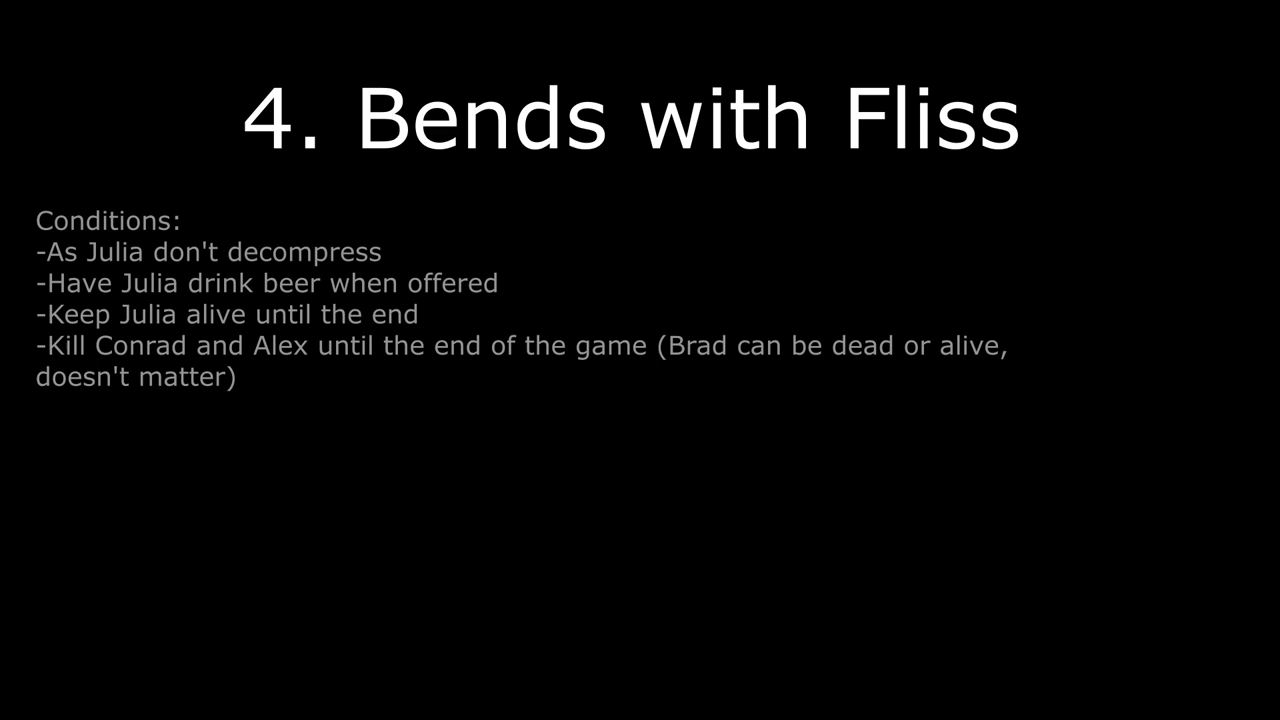 4. Bends with Fliss
Conditions:
-As Julia don't decompress
-Have Julia drink beer when offered
-Keep Julia alive until the end
-Kill Conrad and Alex until the end of the game (Brad can be dead or alive,
doesn't matter)